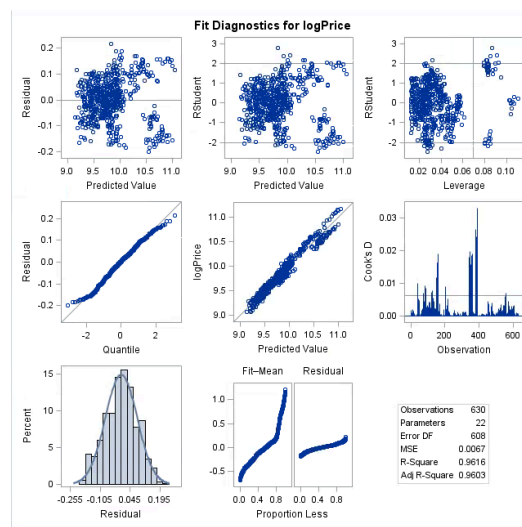 Fit Diagnostics for logPrice
0.2
0.1
0.0
-0.1
-0.2
Residual
9.0 9.5 10.0 10.5 11.0
Predicted Value
3
2
1
0
-1
-2
-3
RStudent
9.0 9.5 10.0 10.5 11.0
Predicted Value
3
2
1
0
-1
-2
-3
RStudent
0.02 0.04 0.06 0.08 0.10
Leverage
0.2
0.1
0.0
-0.1
-0.2
Residual
-2 0 2
Quantile
11.0
10.5
10.0
9.5
9.0
logPrice
9.0 9.5 10.0 10.5 11.0
Predicted Value
0.03
0.02
0.01
0.00
Cook's D
0 200 400 600
Observation
15
10
5
0
Percent
-0.255 -0.105 0.045 0.195
Residual
Fit–Mean Residual
1.0
0.5
0.0
-0.5
0.0 0.4 0.8 0.0 0.4 0.8
Proportion Less
Observations 630
Parameters 22
Error DF 608
MSE 0.0067
R-Square 0.9616
Adj R-Square 0.9603